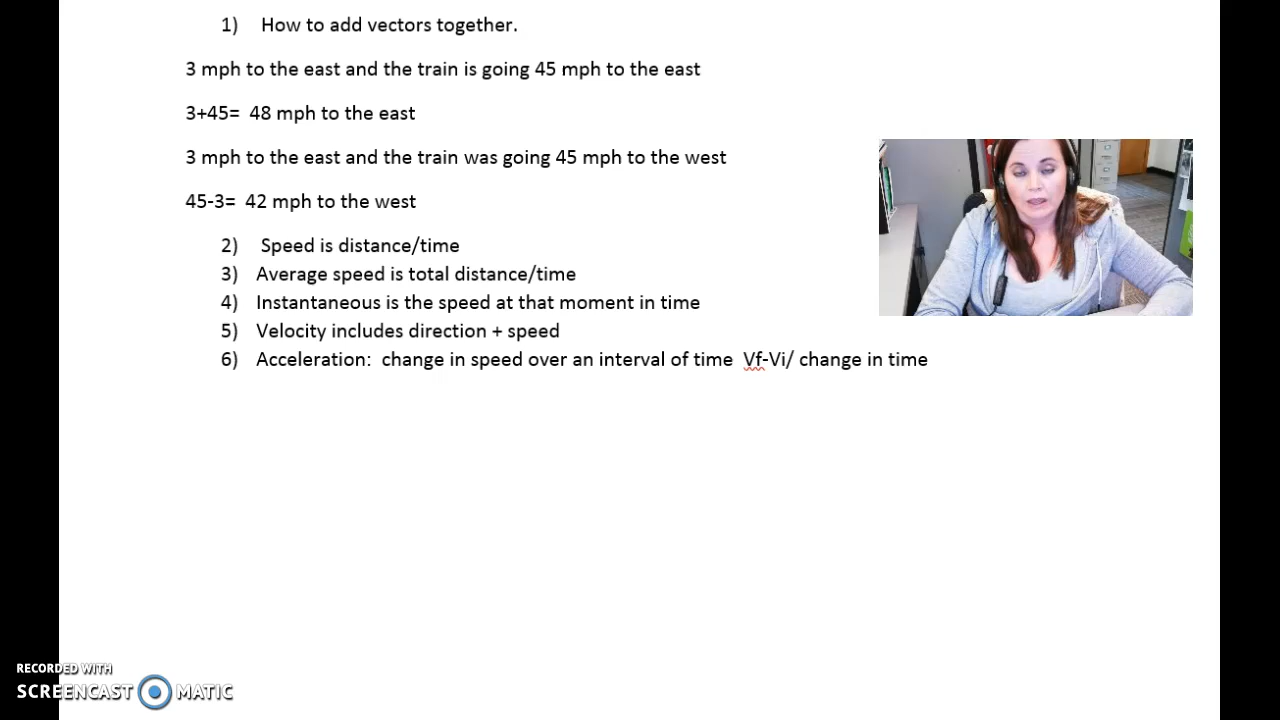 1) How to add vectors together.
3 mph to the east and the train is going 45 mph to the east
3+45= 48 mph to the east
3 mph to the east and the train was going 45 mph to the west
45-3= 42 mph to the west
2) Speed is distance/time
3) Average speed is total distance/time
4) Instantaneous is the speed at that moment in time
5) Velocity includes direction + speed
6) Acceleration: change in speed over an interval of time Vf-Vi/ change in time
RECORDED WITH
SCREENCAST MATIC